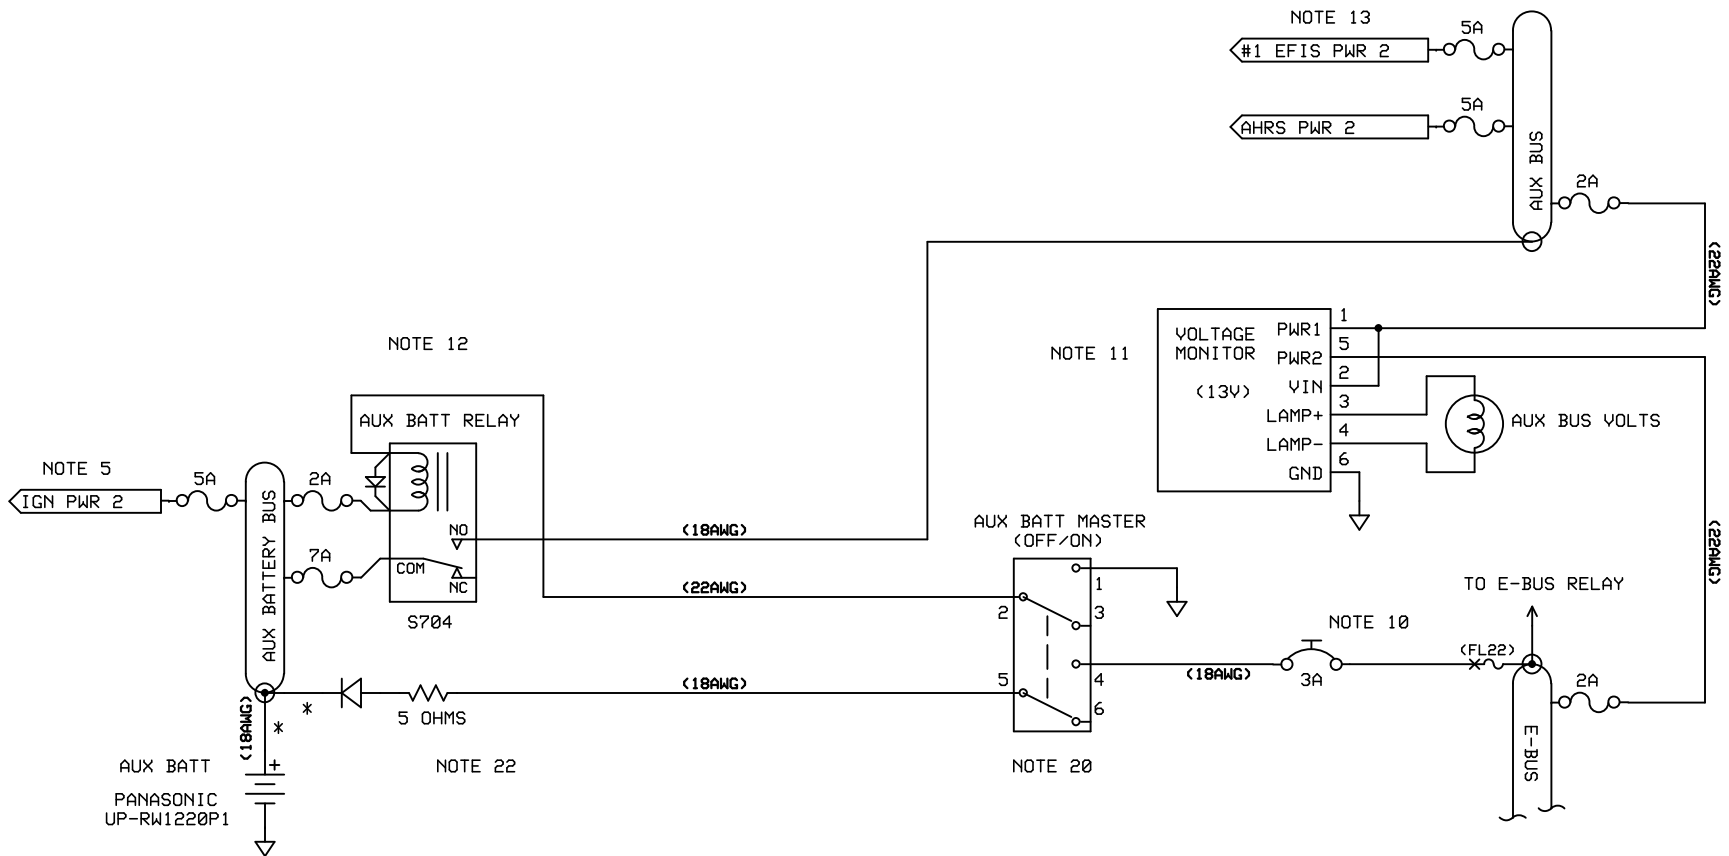 NOTE 13
5A
#1 EFIS PWR 2
5A
AHRS PWR 2
AUX BUS
2A
(22AWG)
NOTE 12
NOTE 11
VOLTAGE
MONITOR
(13V)
PWR1
1
PWR2
5
VIN
2
LAMP+
3
LAMP-
4
GND
6
AUX BUS VOLTS
AUX BATT RELAY
NOTE 5
IGN PWR 2
5A
AUX BATTERY BUS
2A
7A
NO
COM
NC
S704
(18AWG)
(22AWG)
(18AWG)
AUX BATT MASTER
(OFF/ON)
1
2
3
4
5
6
NOTE 20
(18AWG)
NOTE 10
3A
(FL22)
TO E-BUS RELAY
(22AWG)
2A
E-BUS
(18AWG)
*
*
5 OHMS
NOTE 22
AUX BATT
+
PANASONIC
UP-RW1220P1